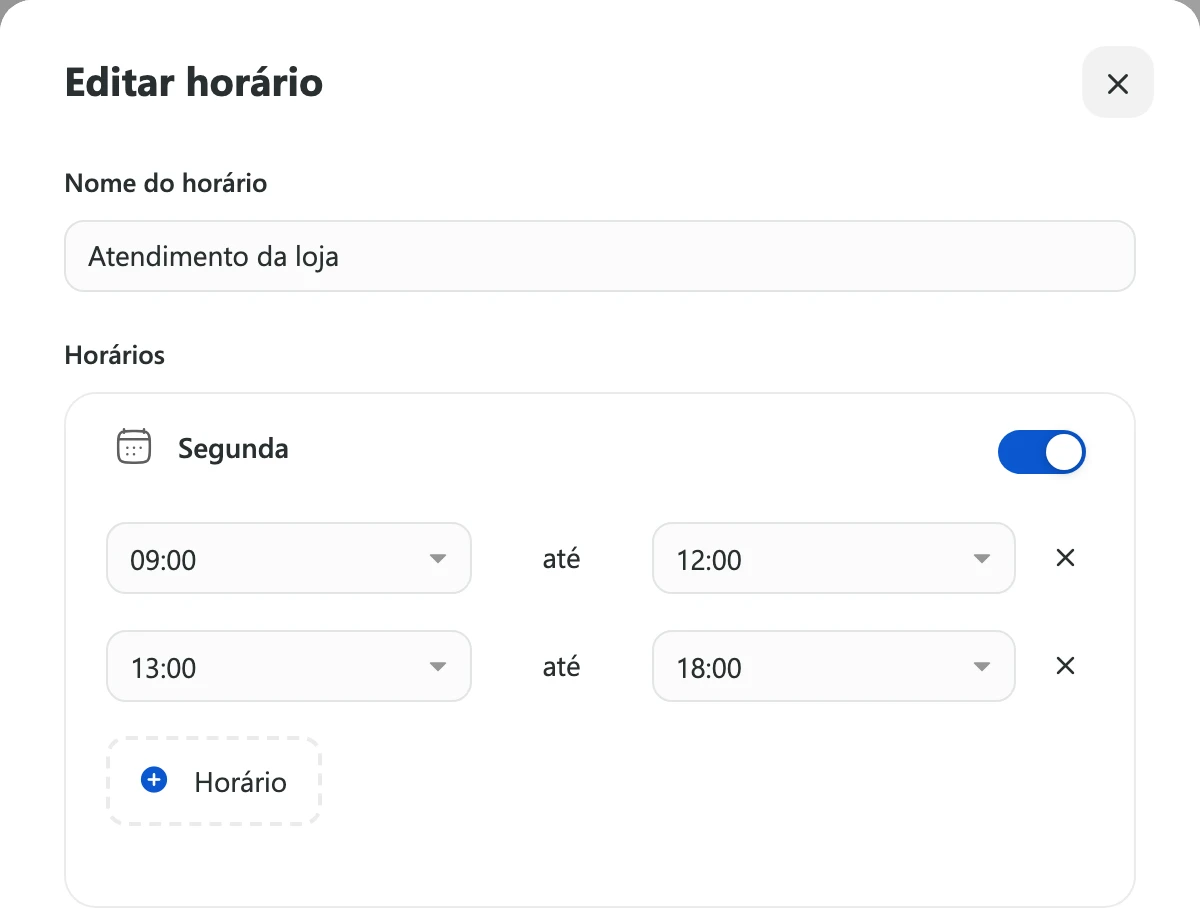 Editar horário
Nome do horário
Atendimento da loja
Horários
Segunda
09:00 até 12:00
13:00 até 18:00
Horário